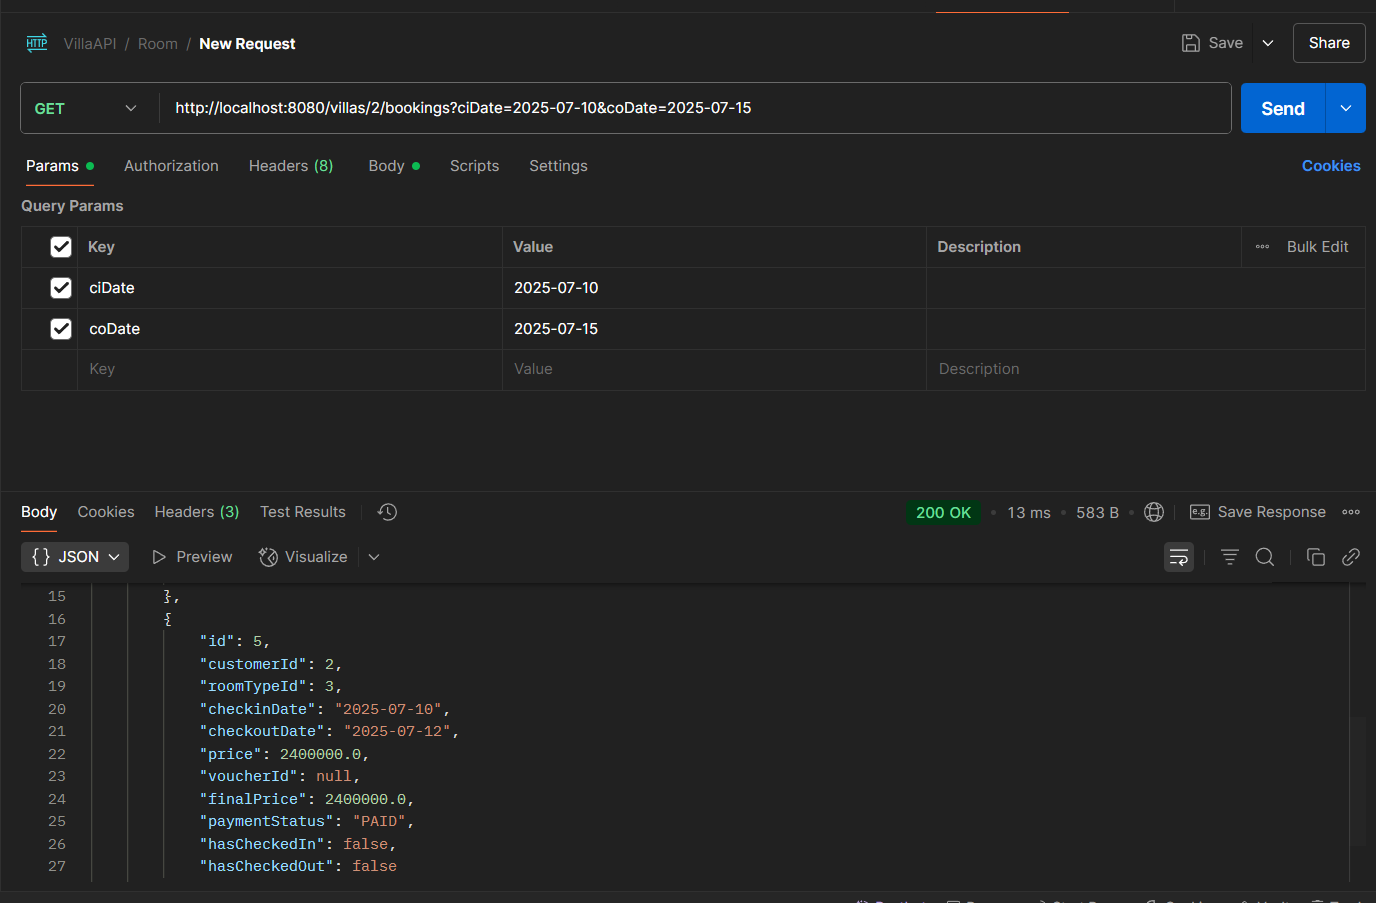 HTTP VillaAPI / Room / New Request Save Share
GET http://localhost:8080/villas/2/bookings?ciDate=2025-07-10&coDate=2025-07-15 Send
Params Authorization Headers (8) Body Scripts Settings Cookies
Query Params
Key Value Description Bulk Edit
ciDate 2025-07-10
coDate 2025-07-15
Key Value Description
Body Cookies Headers (3) Test Results 200 OK 13 ms 583 B e.g. Save Response
{} JSON Preview Visualize
15 },
16 {
17 "id": 5,
18 "customerId": 2,
19 "roomTypeId": 3,
20 "checkinDate": "2025-07-10",
21 "checkoutDate": "2025-07-12",
22 "price": 2400000.0,
23 "voucherId": null,
24 "finalPrice": 2400000.0,
25 "paymentStatus": "PAID",
26 "hasCheckedIn": false,
27 "hasCheckedOut": false